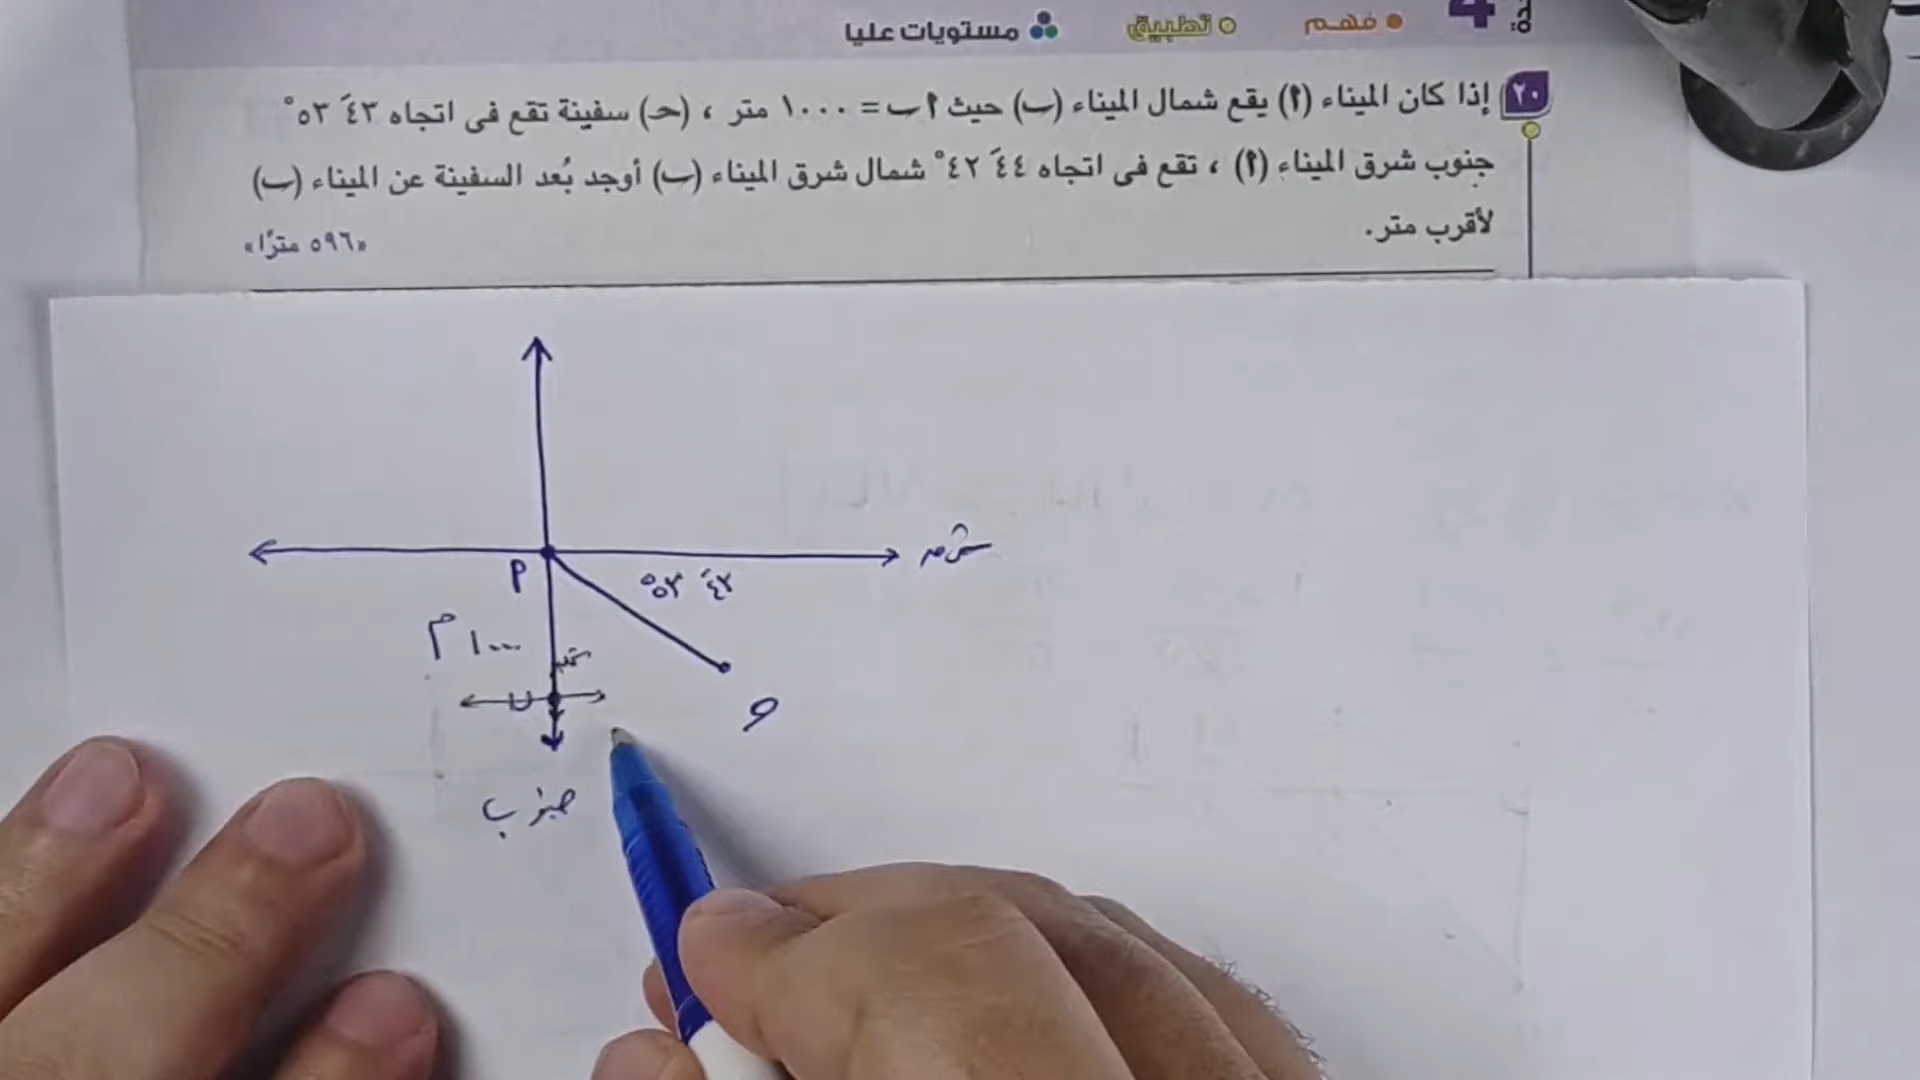 فهم تطبيق مستويات عليا
٢٠ إذا كان الميناء (أ) يقع شمال الميناء (ب) حيث أ ب = ١٠٠٠ متر ، (حـ) سفينة تقع فى اتجاه ٤٣َ ٥٣°
جنوب شرق الميناء (أ) ، تقع فى اتجاه ٤٤َ ٤٢° شمال شرق الميناء (ب) أوجد بُعد السفينة عن الميناء (ب)
لأقرب متر.
«٥٩٦ مترًا»
شرق
أ
٤٣َ ٥٣°
١٠٠٠ م
ب
حـ
جنوب